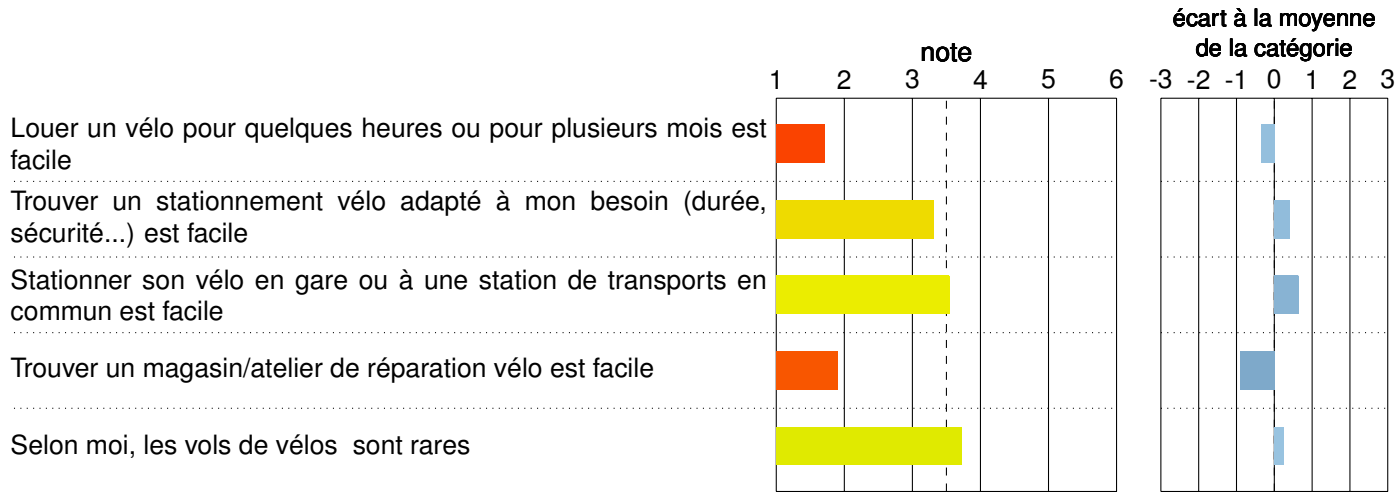 écart à la moyenne
de la catégorie
note
1 2 3 4 5 6
-3 -2 -1 0 1 2 3
Louer un vélo pour quelques heures ou pour plusieurs mois est
facile
Trouver un stationnement vélo adapté à mon besoin (durée,
sécurité...) est facile
Stationner son vélo en gare ou à une station de transports en
commun est facile
Trouver un magasin/atelier de réparation vélo est facile
Selon moi, les vols de vélos sont rares